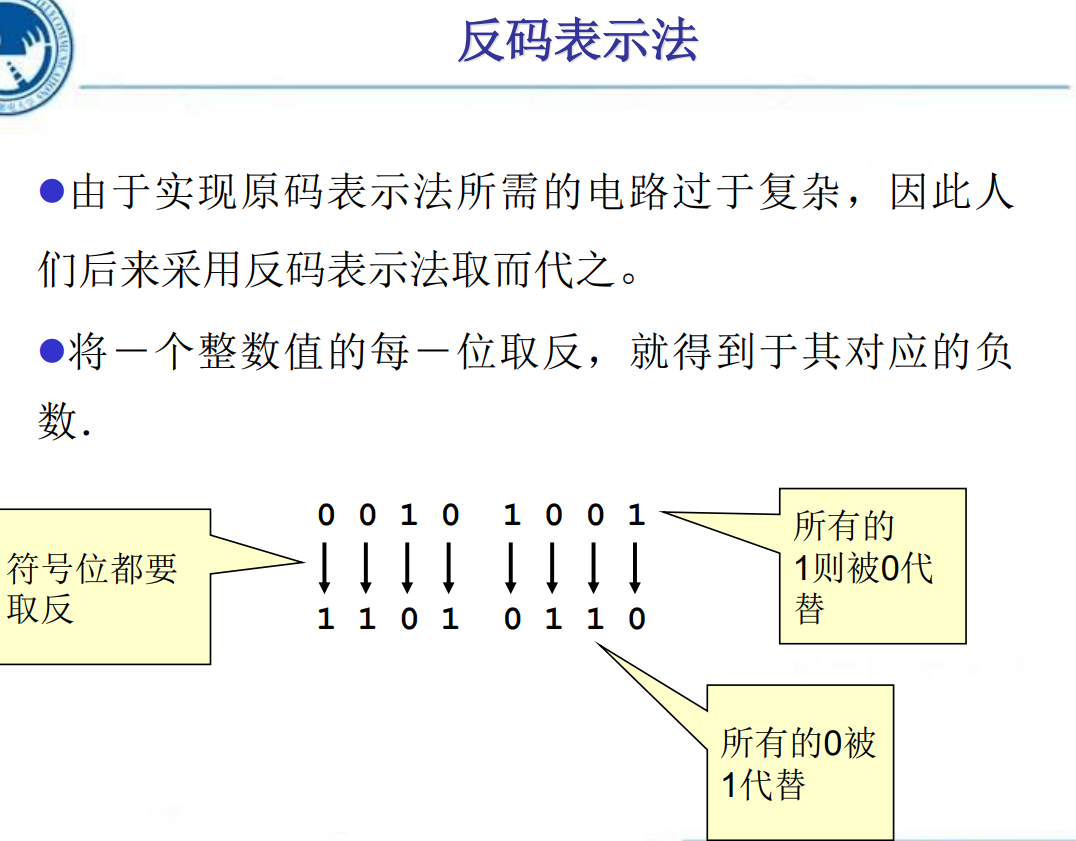 反码表示法
●由于实现原码表示法所需的电路过于复杂，因此人
们后来采用反码表示法取而代之。
●将一个整数值的每一位取反，就得到于其对应的负
数.
0 0 1 0 1 0 0 1
1 1 0 1 0 1 1 0
符号位都要
取反
所有的
1则被0代
替
所有的0被
1代替